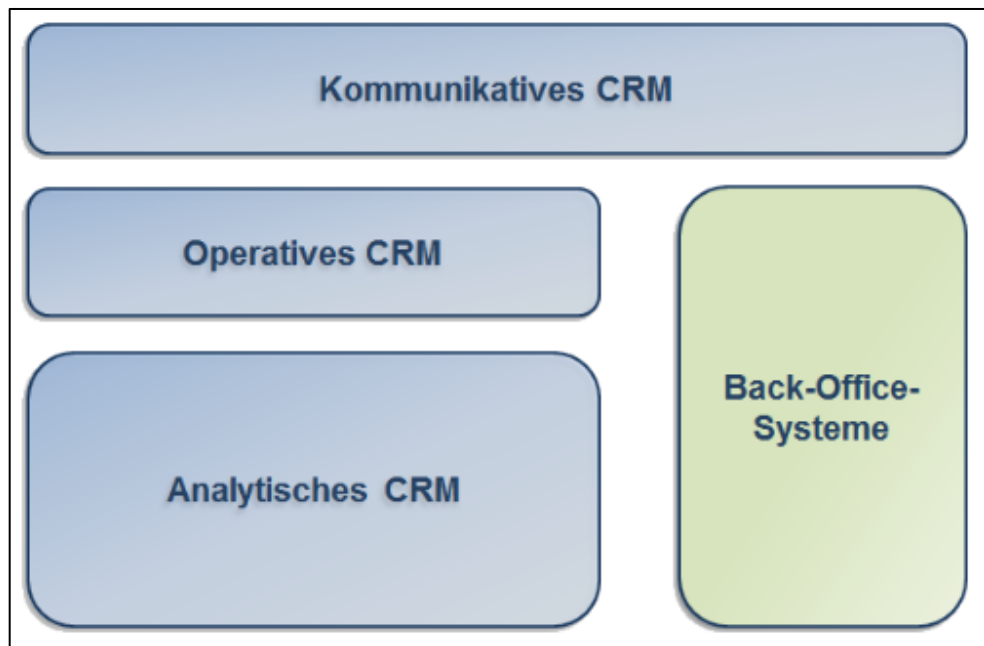 Kommunikatives CRM
Operatives CRM
Analytisches CRM
Back-Office-
Systeme